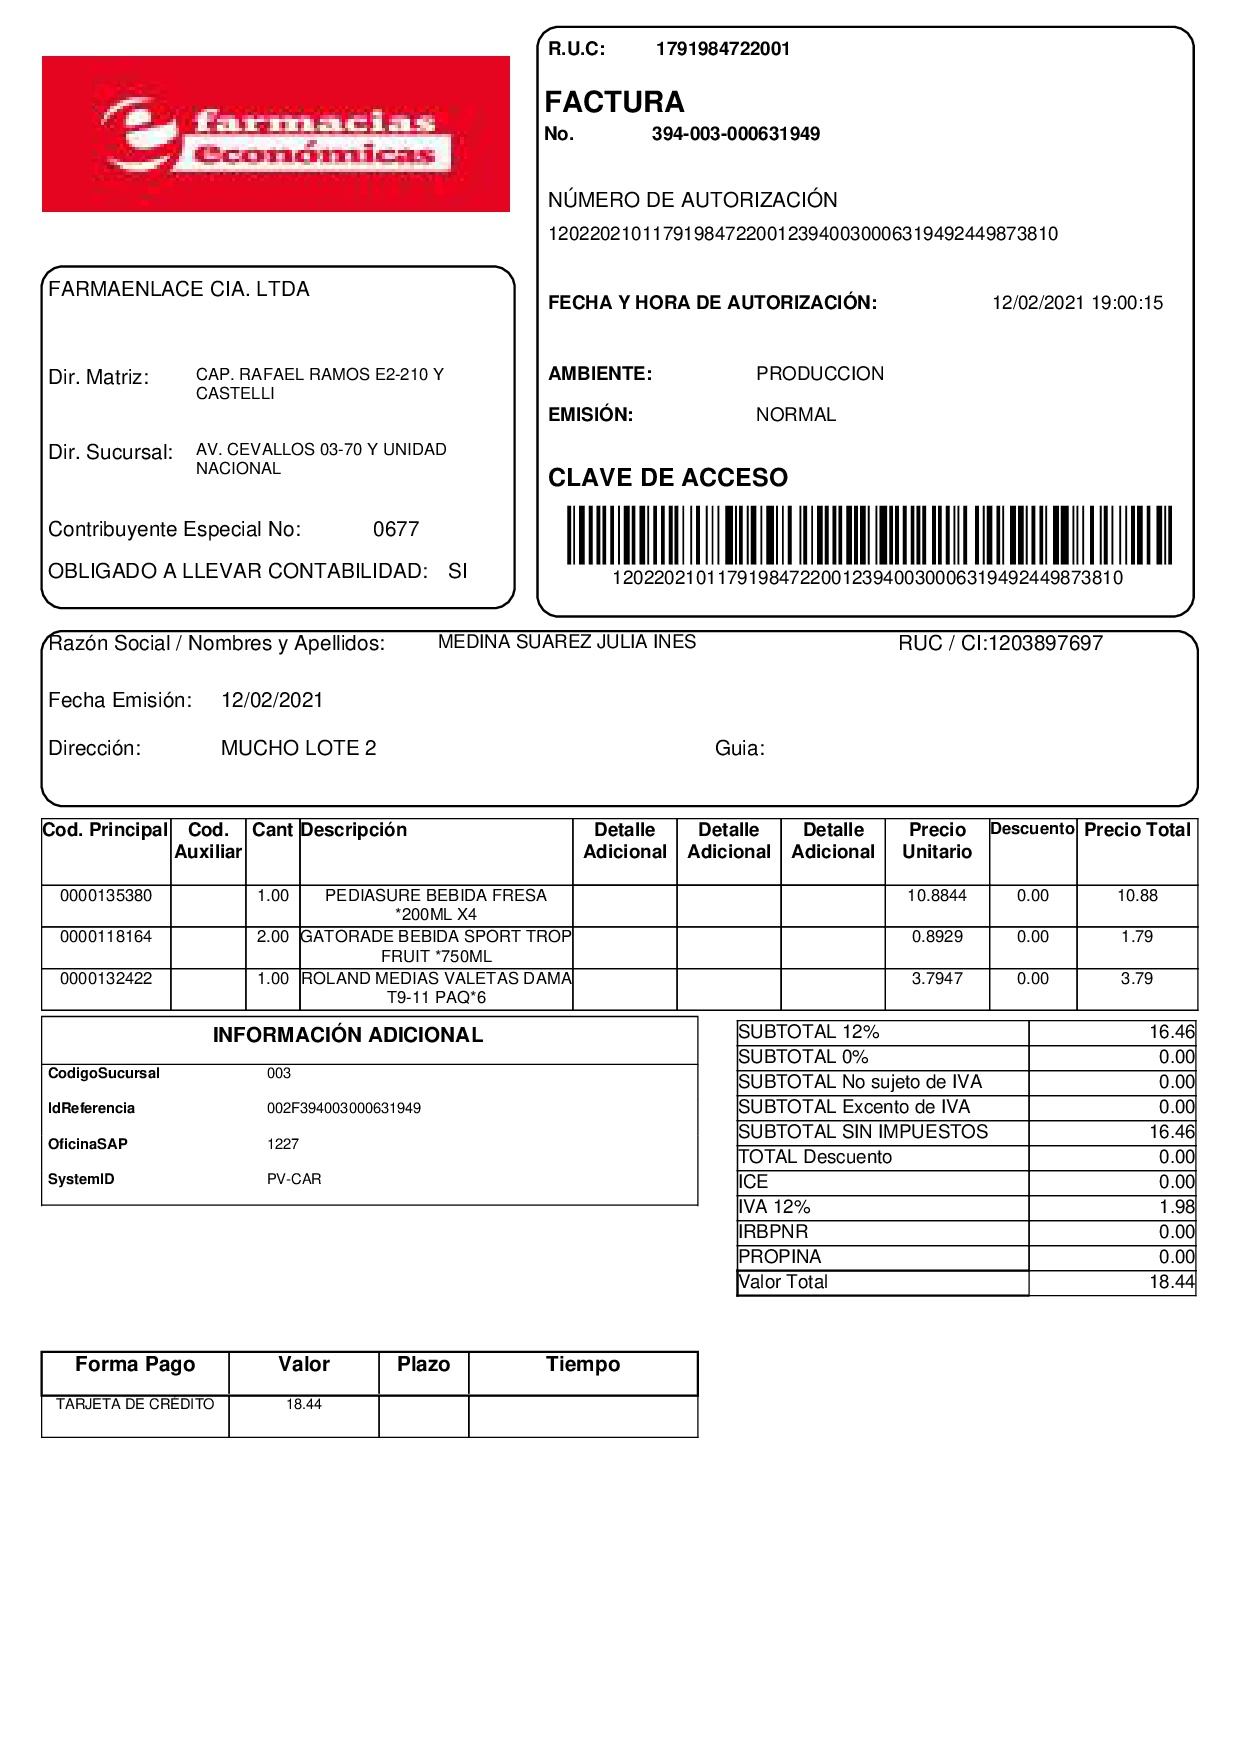 farmacias
económicas
R.U.C: 1791984722001
FACTURA
No. 394-003-000631949
NÚMERO DE AUTORIZACIÓN
1202202101179198472200123940030006319492449873810
FECHA Y HORA DE AUTORIZACIÓN: 12/02/2021 19:00:15
AMBIENTE: PRODUCCION
EMISIÓN: NORMAL
CLAVE DE ACCESO
1202202101179198472200123940030006319492449873810
FARMAENLACE CIA. LTDA
Dir. Matriz: CAP. RAFAEL RAMOS E2-210 Y
CASTELLI
Dir. Sucursal: AV. CEVALLOS 03-70 Y UNIDAD
NACIONAL
Contribuyente Especial No: 0677
OBLIGADO A LLEVAR CONTABILIDAD: SI
Razón Social / Nombres y Apellidos: MEDINA SUAREZ JULIA INES RUC / CI:1203897697
Fecha Emisión: 12/02/2021
Dirección: MUCHO LOTE 2 Guia:
Cod. Principal Cod. Cant Descripción Detalle Detalle Detalle Precio Descuento Precio Total
Auxiliar Adicional Adicional Adicional Unitario
0000135380 1.00 PEDIASURE BEBIDA FRESA 10.8844 0.00 10.88
*200ML X4
0000118164 2.00 GATORADE BEBIDA SPORT TROP 0.8929 0.00 1.79
FRUIT *750ML
0000132422 1.00 ROLAND MEDIAS VALETAS DAMA 3.7947 0.00 3.79
T9-11 PAQ*6
INFORMACIÓN ADICIONAL
CodigoSucursal 003
IdReferencia 002F394003000631949
OficinaSAP 1227
SystemID PV-CAR
SUBTOTAL 12% 16.46
SUBTOTAL 0% 0.00
SUBTOTAL No sujeto de IVA 0.00
SUBTOTAL Excento de IVA 0.00
SUBTOTAL SIN IMPUESTOS 16.46
TOTAL Descuento 0.00
ICE 0.00
IVA 12% 1.98
IRBPNR 0.00
PROPINA 0.00
Valor Total 18.44
Forma Pago Valor Plazo Tiempo
TARJETA DE CRÉDITO 18.44